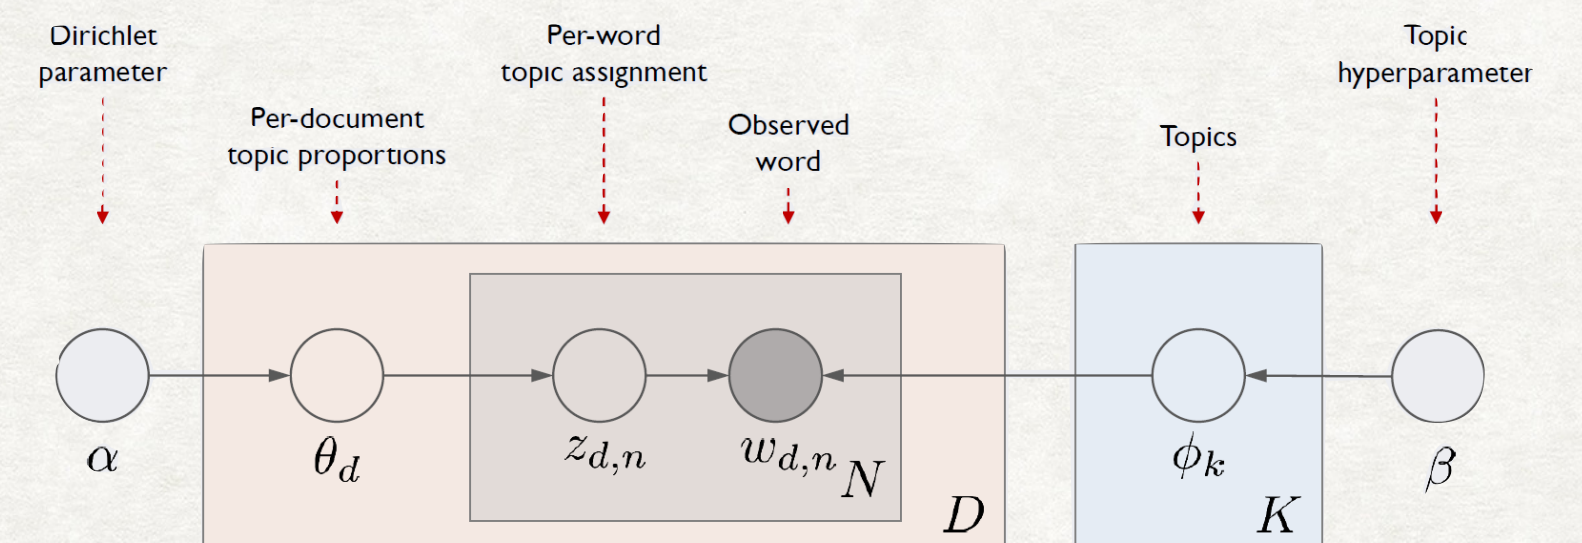 Dirichlet
parameter
Per-document
topic proportions
Per-word
topic assignment
Observed
word
Topics
Topic
hyperparameter
α
θd
zd,n
wd,n
N
D
ϕk
K
β